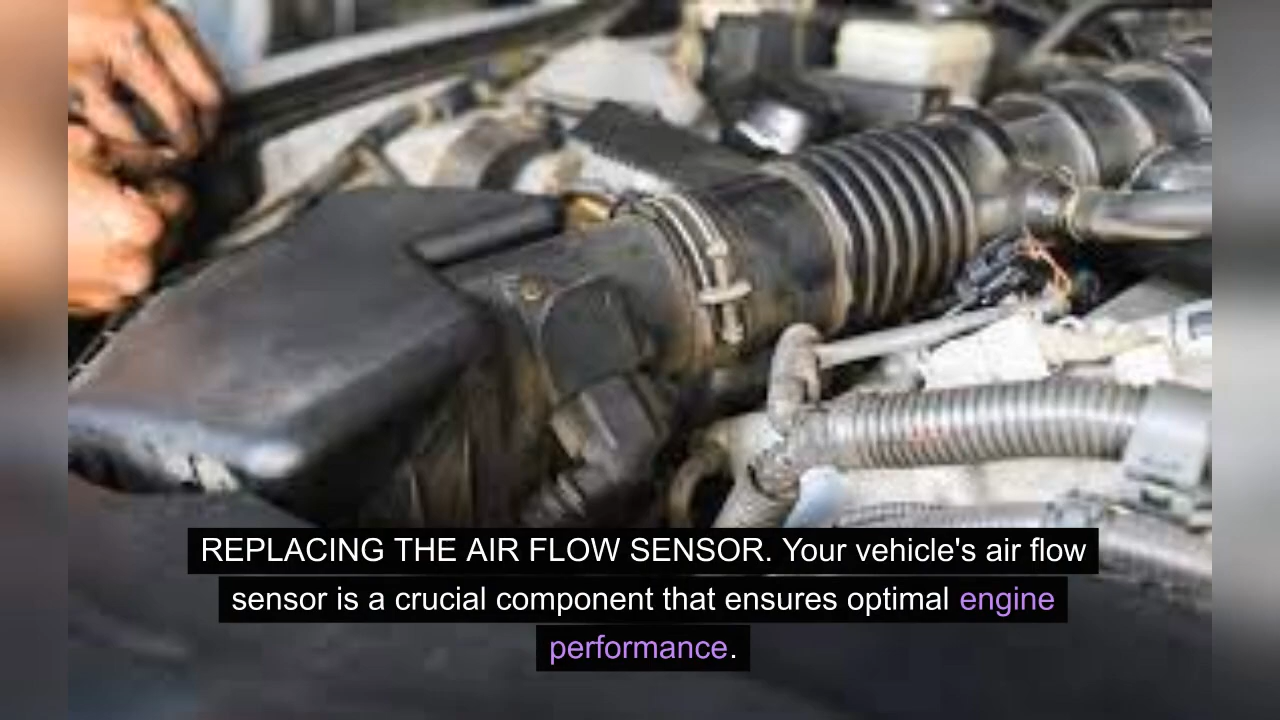 REPLACING THE AIR FLOW SENSOR. Your vehicle's air flow
sensor is a crucial component that ensures optimal engine
performance.